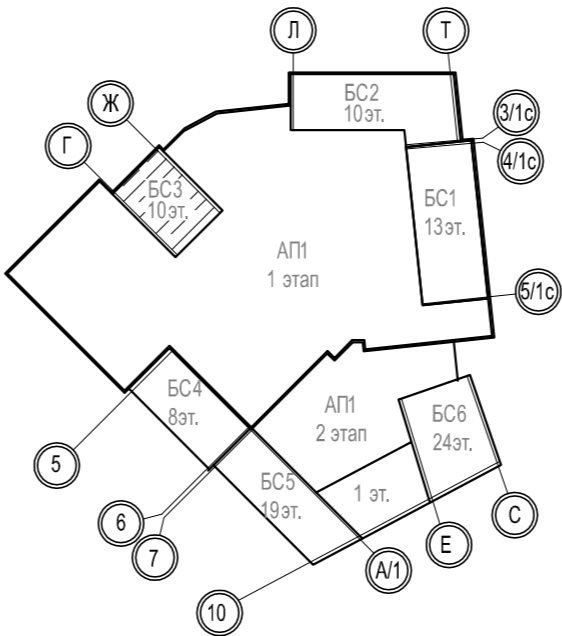 Л
Т
Ж
БС2
10эт.
3/1с
Г
4/1с
БС3
10эт.
БС1
13эт.
АП1
1 этап
5/1с
БС4
8эт.
АП1
2 этап
БС6
24эт.
5
БС5
19эт.
1 эт.
6
7
С
Е
А/1
10